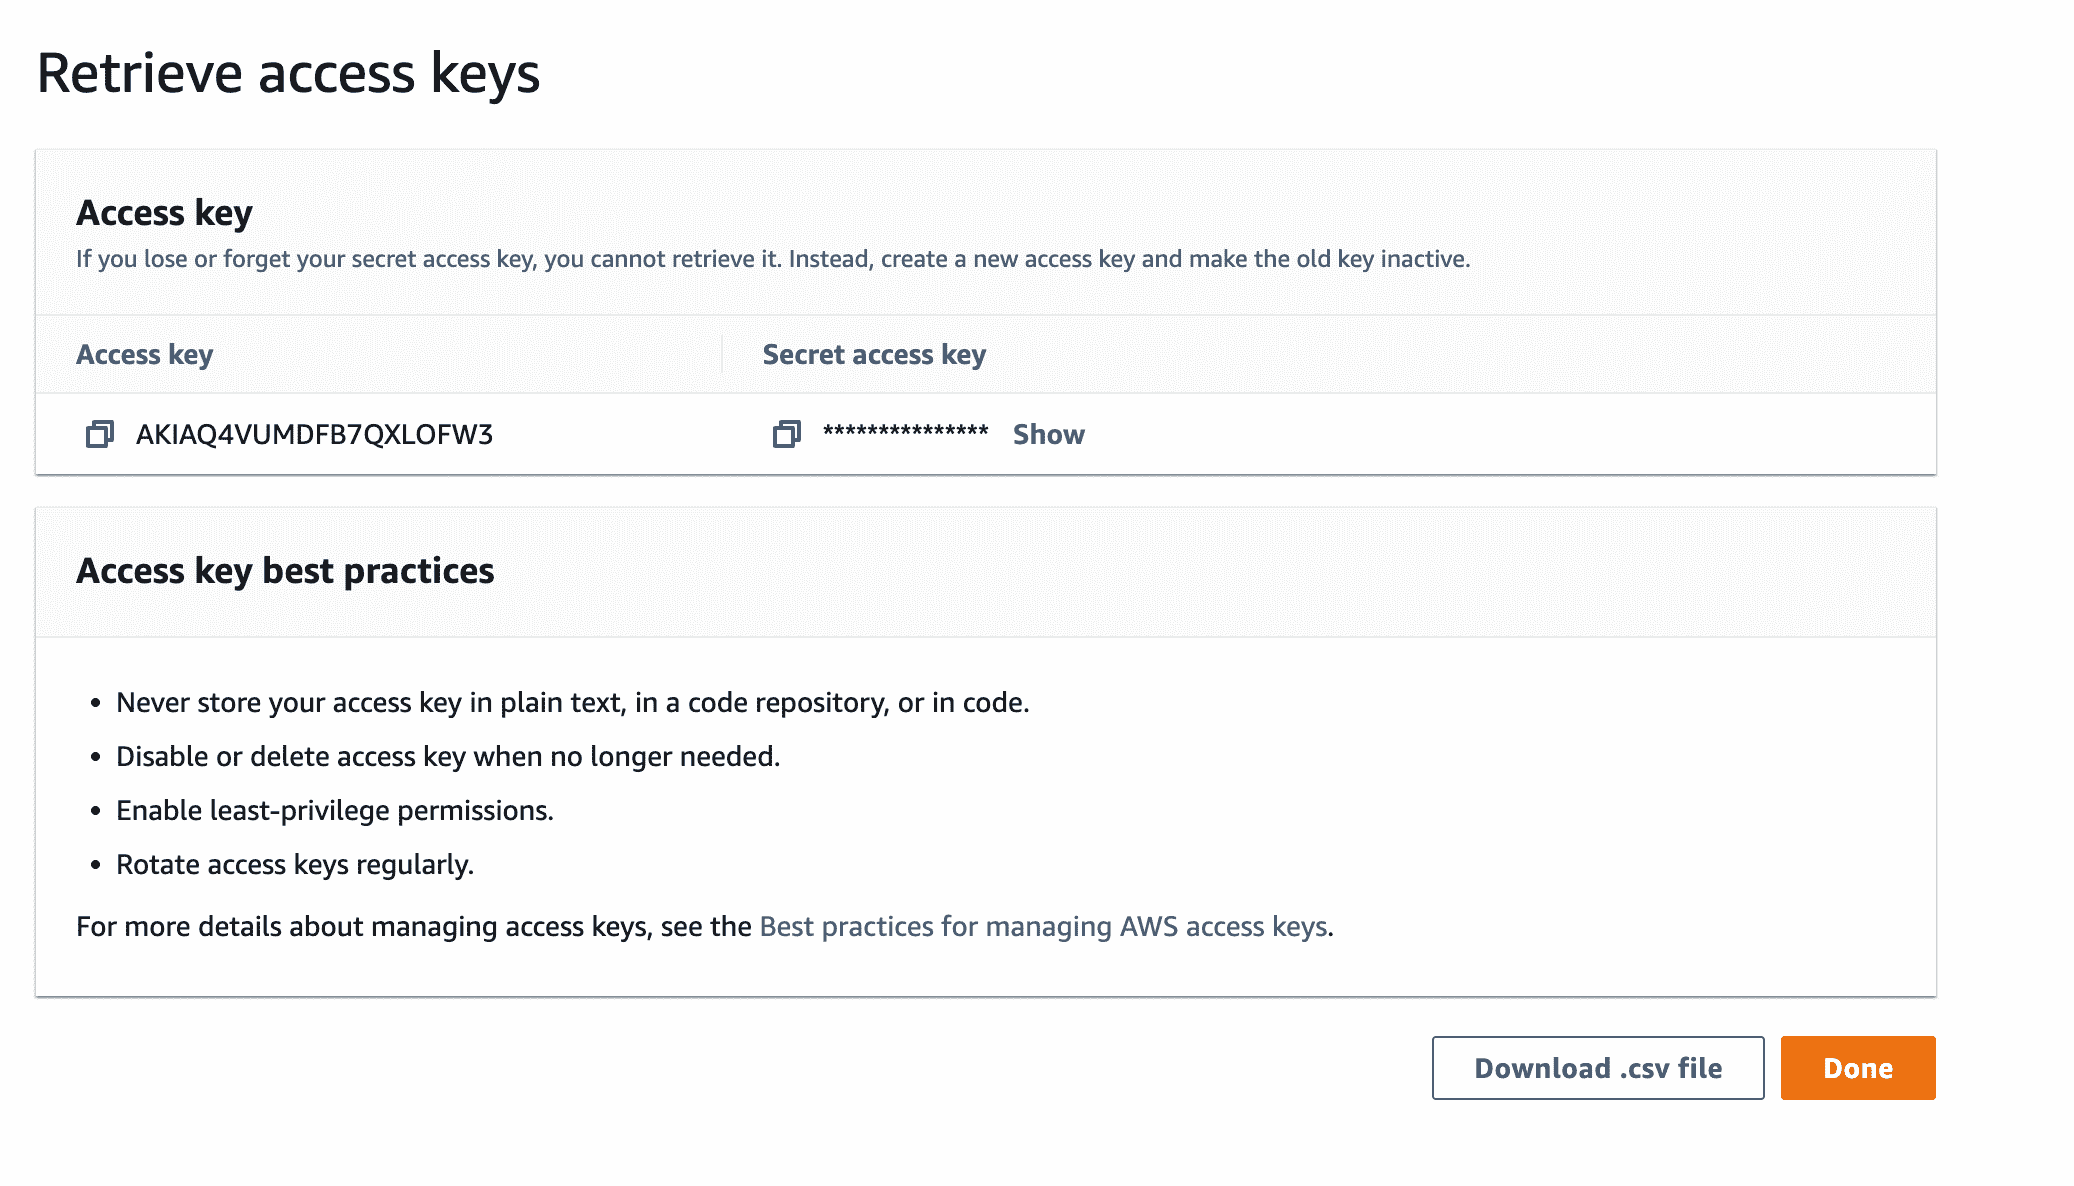 Retrieve access keys
Access key
If you lose or forget your secret access key, you cannot retrieve it. Instead, create a new access key and make the old key inactive.
Access key
Secret access key
AKIAQ4VUMDFB7QXLOFW3
*************** Show
Access key best practices
• Never store your access key in plain text, in a code repository, or in code.
• Disable or delete access key when no longer needed.
• Enable least-privilege permissions.
• Rotate access keys regularly.
For more details about managing access keys, see the Best practices for managing AWS access keys.
Download .csv file
Done